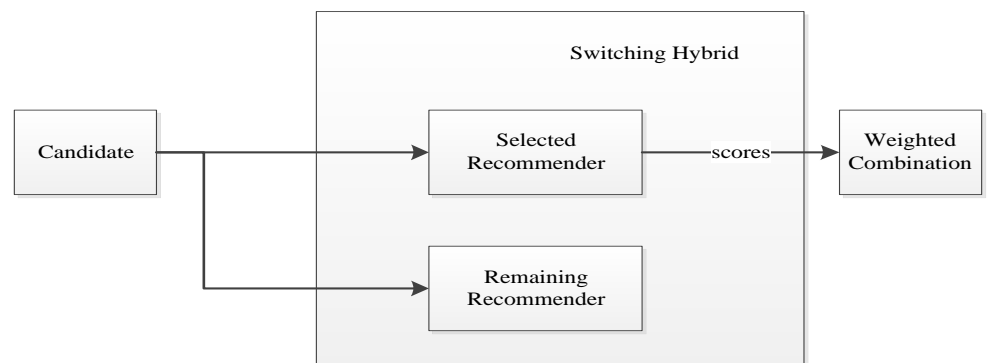 Switching Hybrid
Candidate
Selected
Recommender
scores
Weighted
Combination
Remaining
Recommender